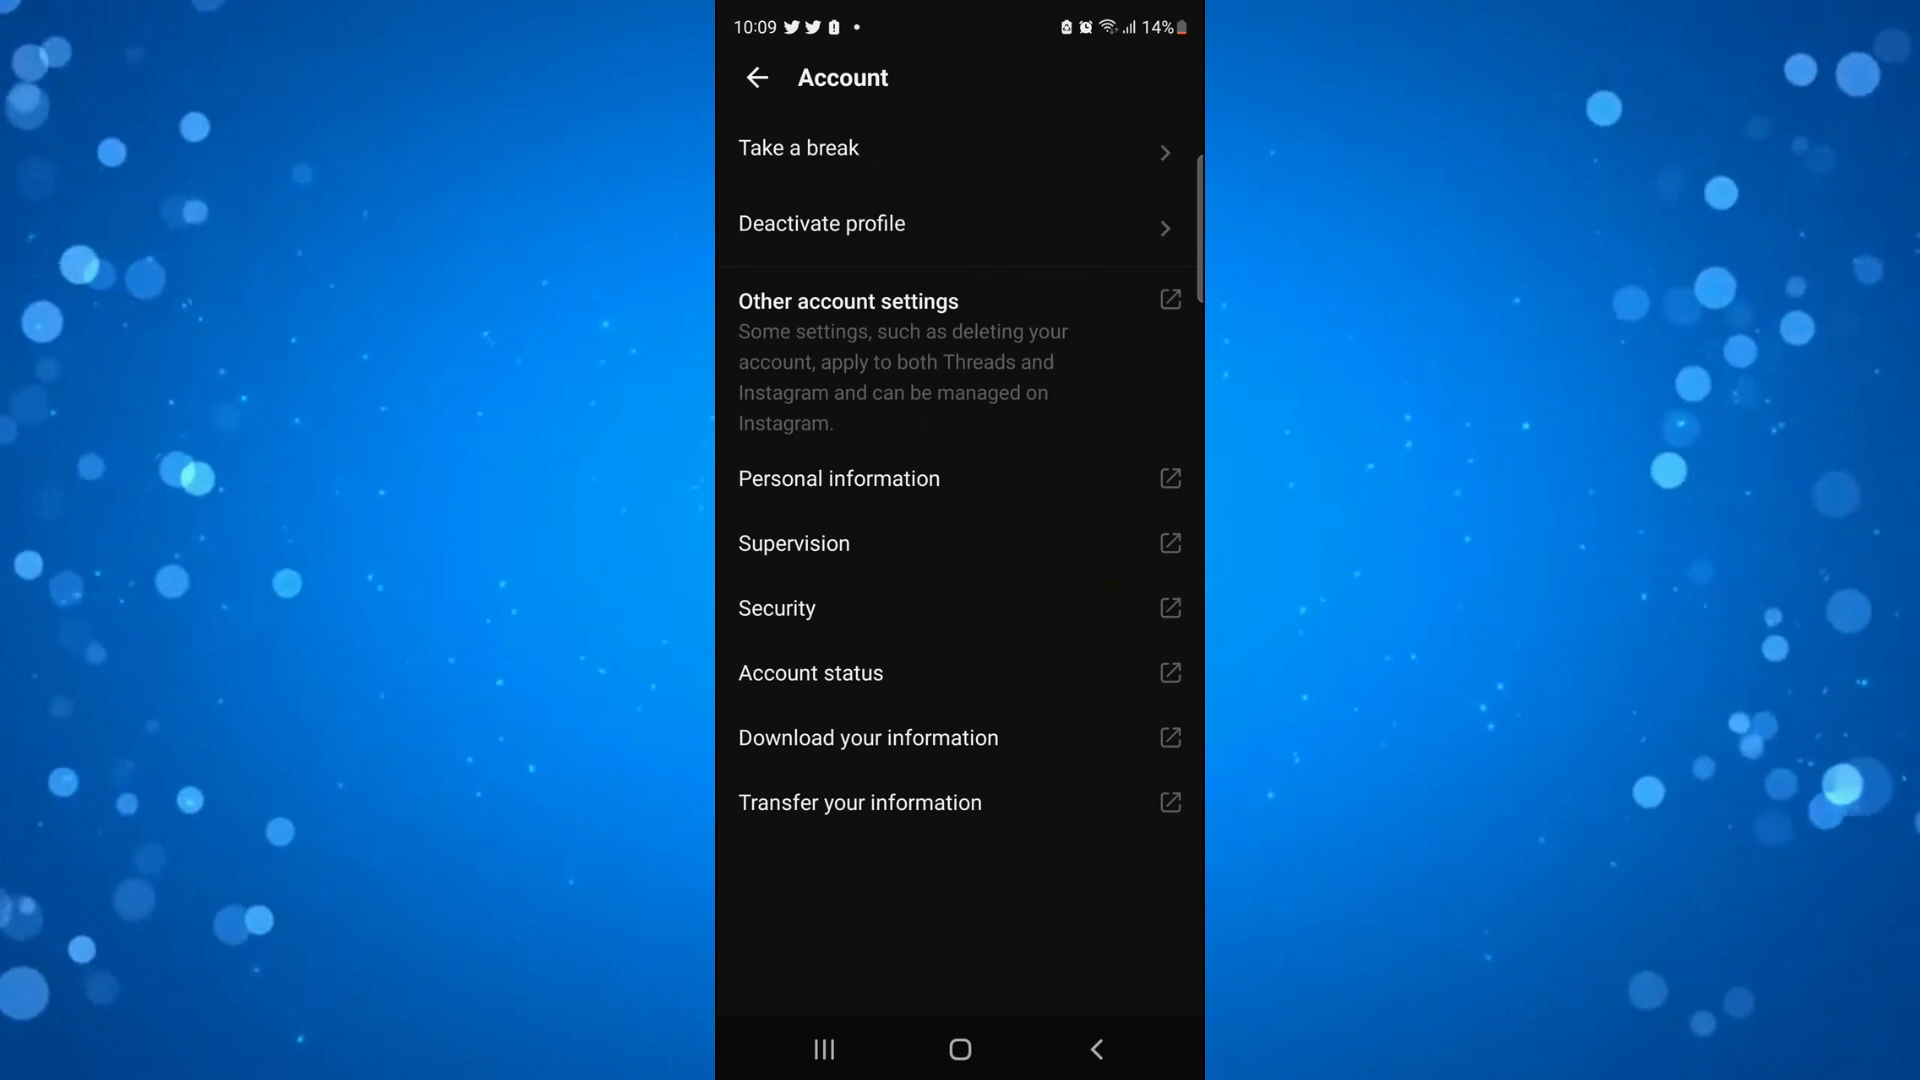 10:09 14%
Account
Take a break
Deactivate profile
Other account settings
Some settings, such as deleting your
account, apply to both Threads and
Instagram and can be managed on
Instagram.
Personal information
Supervision
Security
Account status
Download your information
Transfer your information